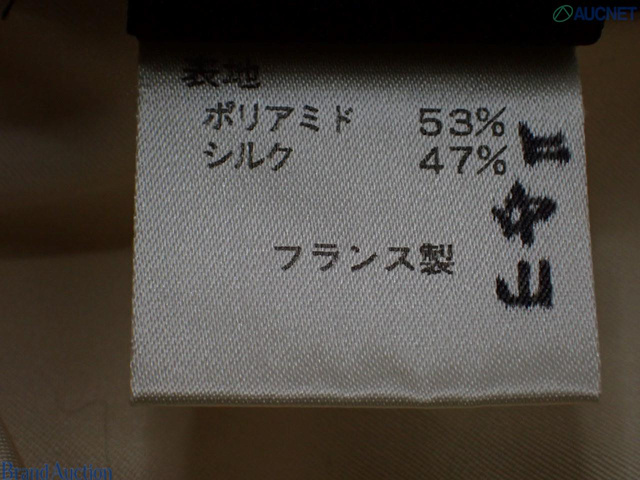 AUCNET
表地
ポリアミド 53%
シルク 47%
フランス製
Brand Auction